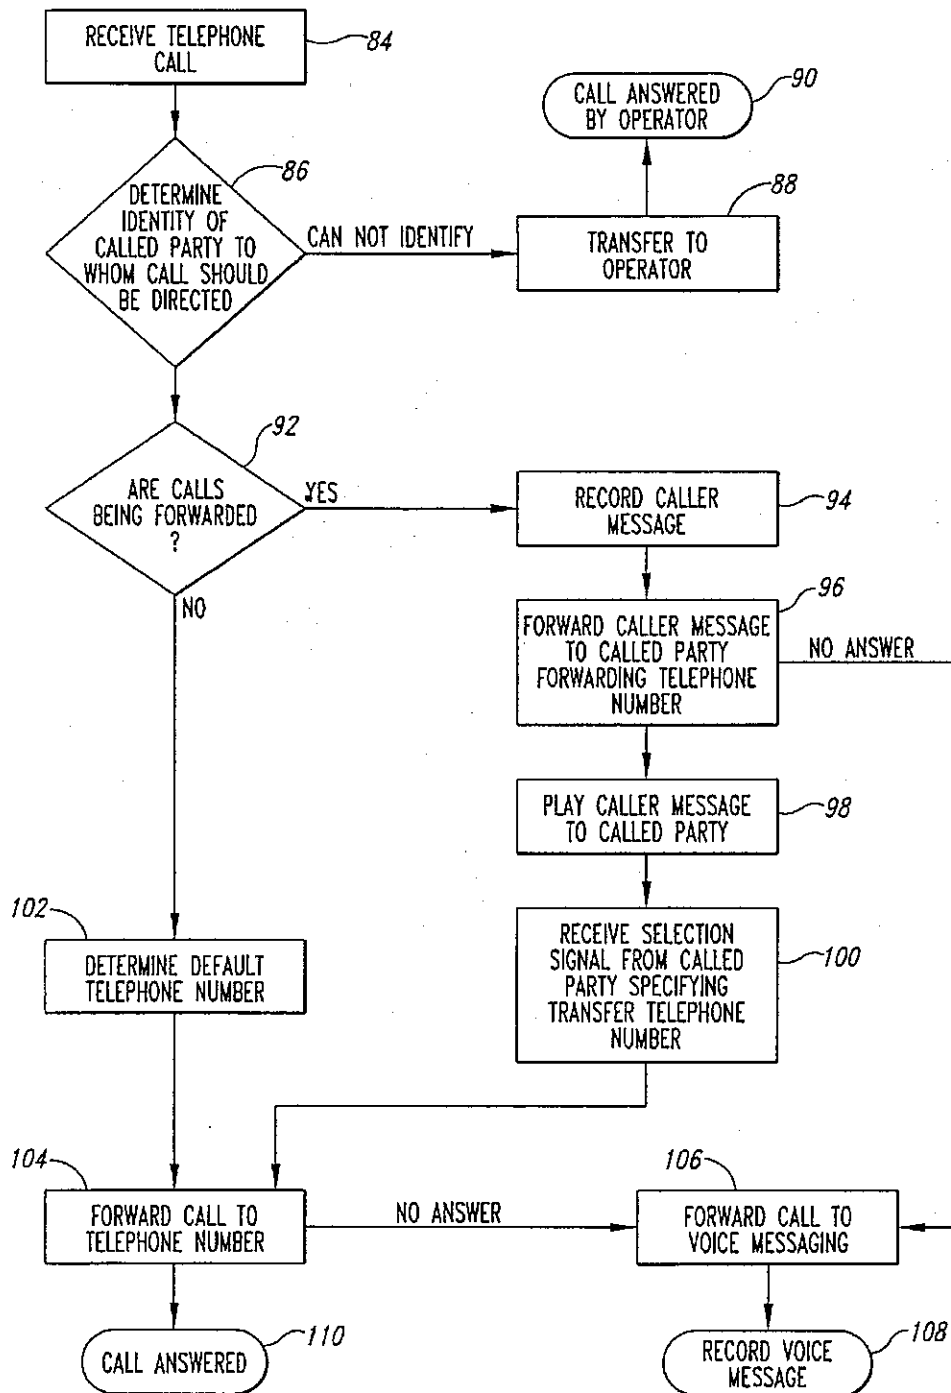 RECEIVE TELEPHONE
CALL
84
CALL ANSWERED
BY OPERATOR
90
DETERMINE
IDENTITY OF
CALLED PARTY TO
WHOM CALL SHOULD
BE DIRECTED
86
CAN NOT IDENTIFY
TRANSFER TO
OPERATOR
88
ARE CALLS
BEING FORWARDED
?
92
YES
NO
RECORD CALLER
MESSAGE
94
FORWARD CALLER MESSAGE
TO CALLED PARTY
FORWARDING TELEPHONE
NUMBER
96
NO ANSWER
PLAY CALLER MESSAGE
TO CALLED PARTY
98
RECEIVE SELECTION
SIGNAL FROM CALLED
PARTY SPECIFYING
TRANSFER TELEPHONE
NUMBER
100
102
DETERMINE DEFAULT
TELEPHONE NUMBER
104
FORWARD CALL TO
TELEPHONE NUMBER
NO ANSWER
106
FORWARD CALL TO
VOICE MESSAGING
CALL ANSWERED
110
RECORD VOICE
MESSAGE
108